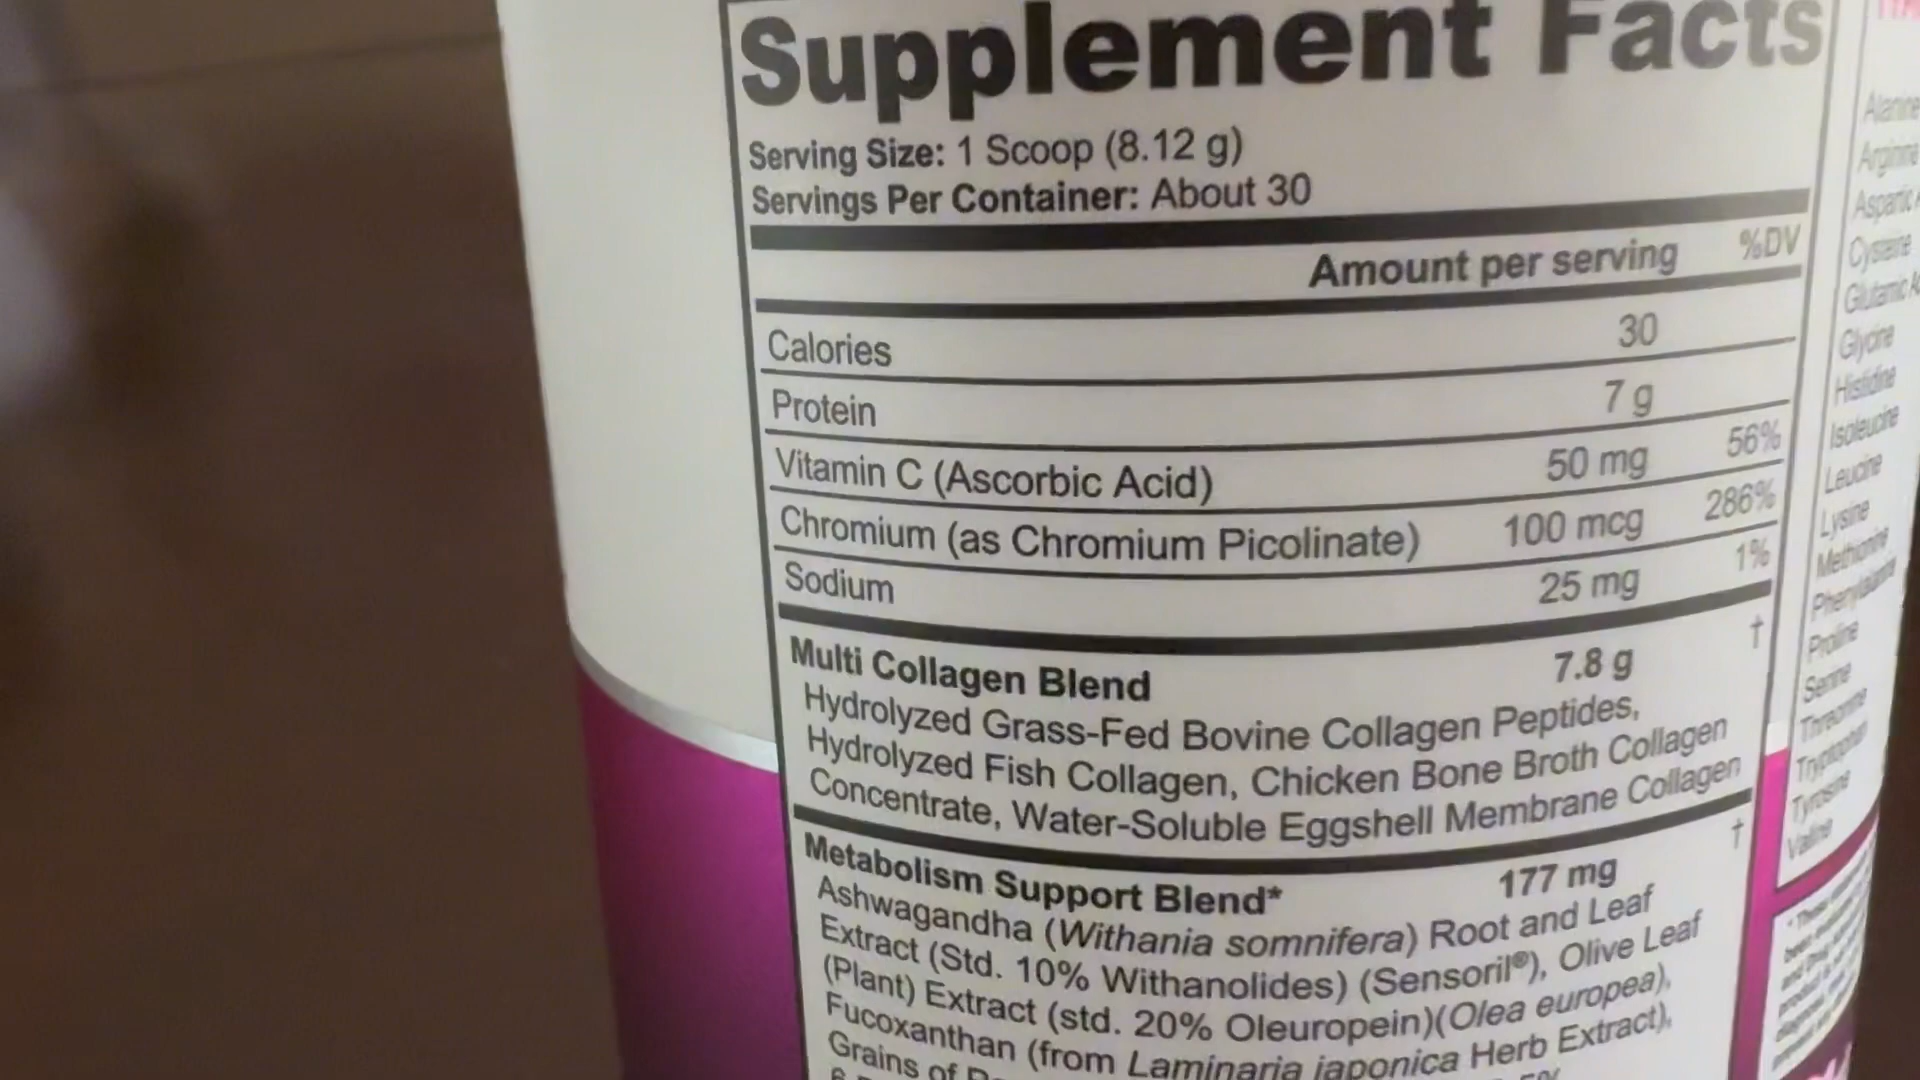 Supplement Facts
Serving Size: 1 Scoop (8.12 g)
Servings Per Container: About 30
Amount per serving %DV
Calories 30
Protein 7 g
Vitamin C (Ascorbic Acid) 50 mg 56%
Chromium (as Chromium Picolinate) 100 mcg 286%
Sodium 25 mg 1%
Multi Collagen Blend 7.8 g †
Hydrolyzed Grass-Fed Bovine Collagen Peptides,
Hydrolyzed Fish Collagen, Chicken Bone Broth Collagen
Concentrate, Water-Soluble Eggshell Membrane Collagen
Metabolism Support Blend* 177 mg †
Ashwagandha (Withania somnifera) Root and Leaf
Extract (Std. 10% Withanolides) (Sensoril®), Olive Leaf
(Plant) Extract (std. 20% Oleuropein)(Olea europea),
Fucoxanthan (from Laminaria japonica Herb Extract),
Grains of
Alanine
Arginine
Aspartic
Cysteine
Glutamic
Glycine
Histidine
Isoleucine
Leucine
Lysine
Methionine
Phenylalanine
Proline
Serine
Threonine
Tryptophan
Tyrosine
Valine